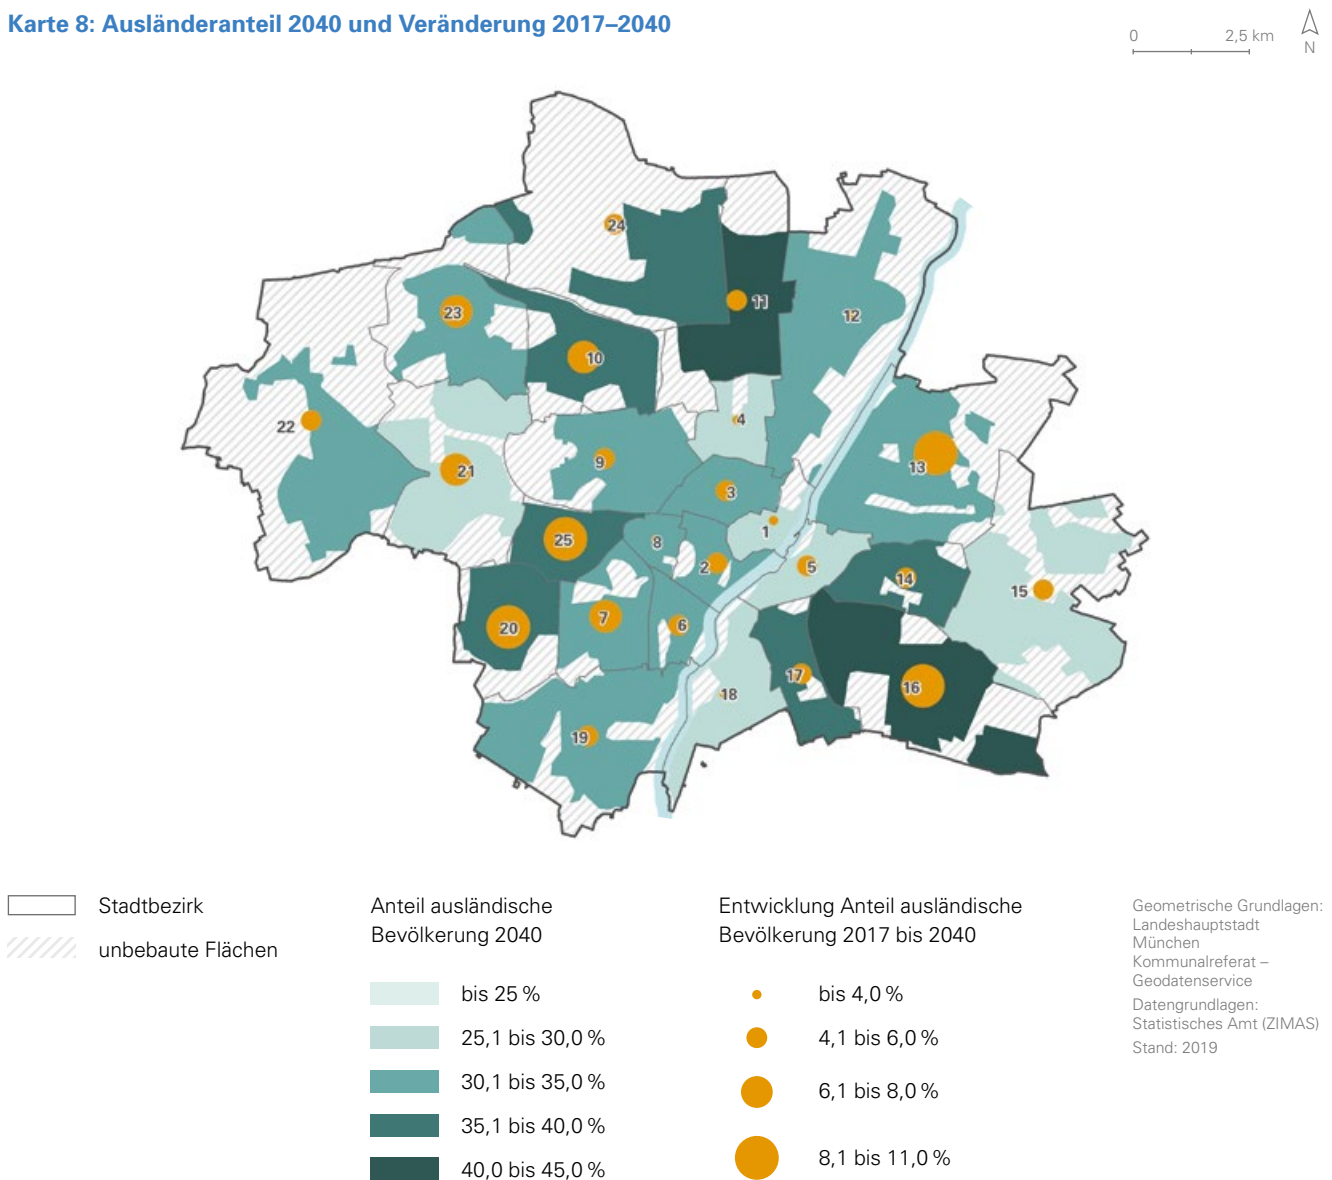 Karte 8: Ausländeranteil 2040 und Veränderung 2017–2040
0 2,5 km
N
24
11
12
23
10
4
22
21
9
13
3
1
25
8
2
5
14
15
7
6
20
17
16
18
19
Stadtbezirk
unbebaute Flächen
Anteil ausländische
Bevölkerung 2040
bis 25 %
25,1 bis 30,0 %
30,1 bis 35,0 %
35,1 bis 40,0 %
40,0 bis 45,0 %
Entwicklung Anteil ausländische
Bevölkerung 2017 bis 2040
bis 4,0 %
4,1 bis 6,0 %
6,1 bis 8,0 %
8,1 bis 11,0 %
Geometrische Grundlagen:
Landeshauptstadt
München
Kommunalreferat –
Geodatenservice
Datengrundlagen:
Statistisches Amt (ZIMAS)
Stand: 2019